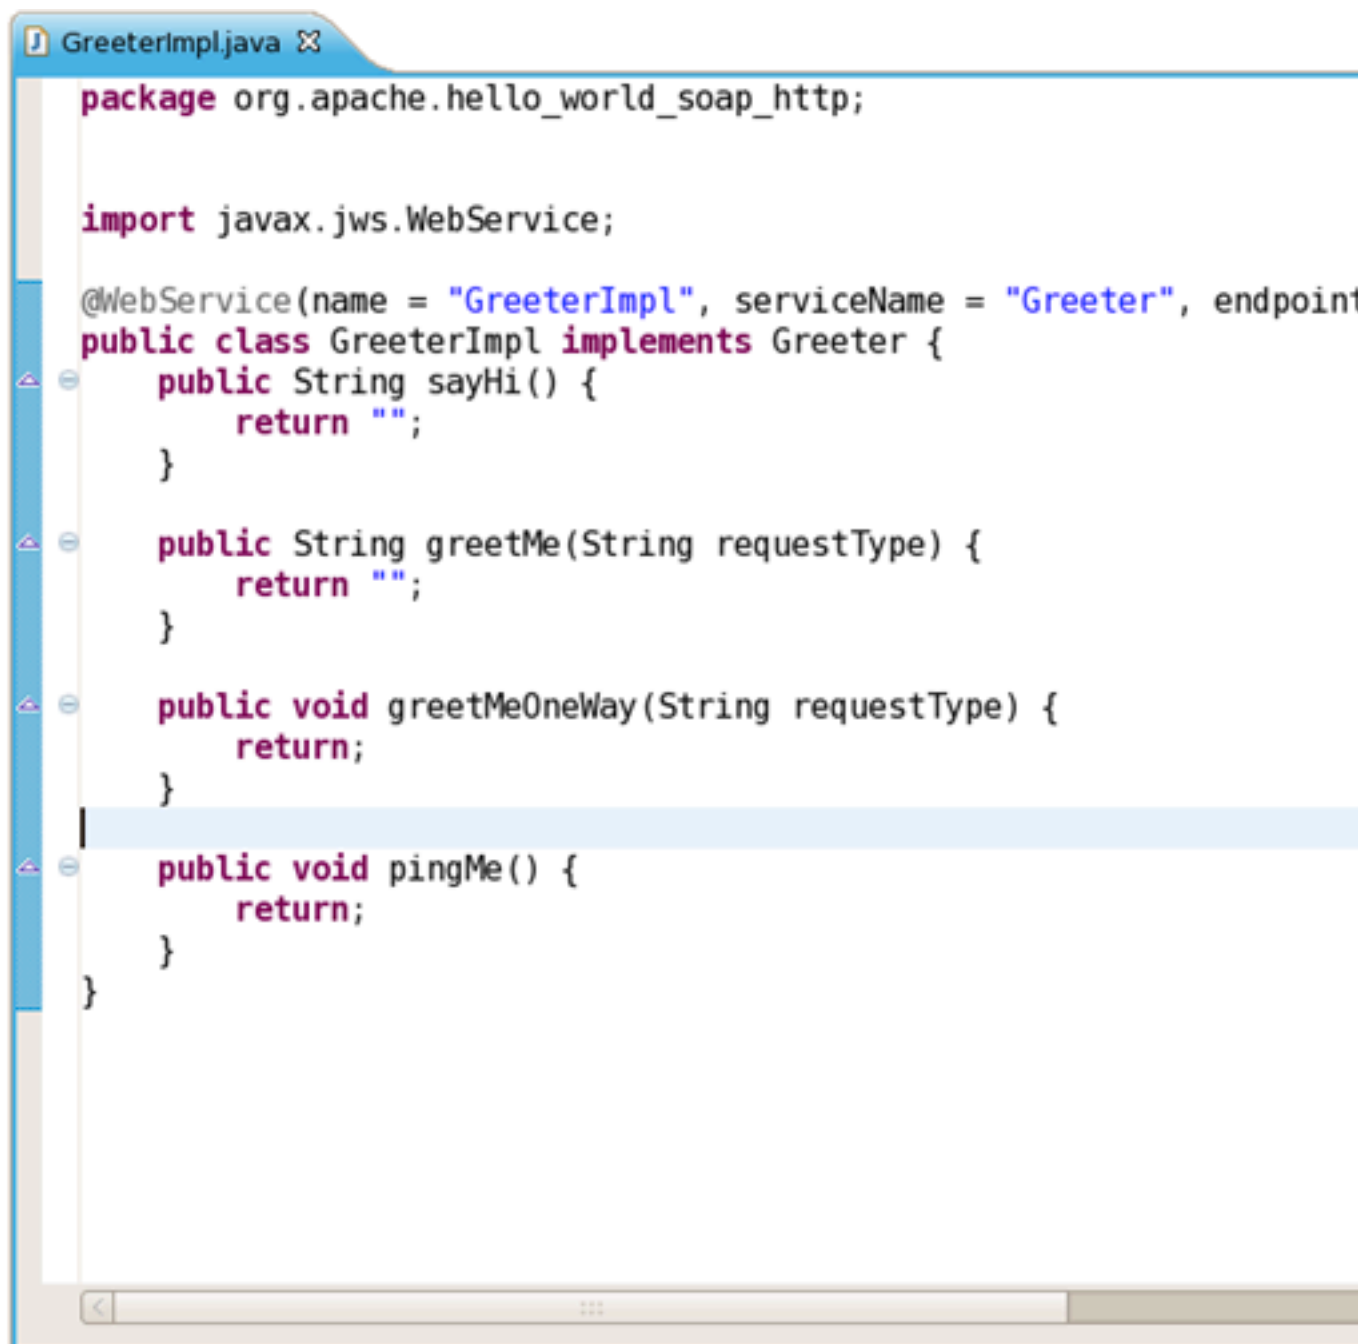 GreeterImpl.java
package org.apache.hello_world_soap_http;
import javax.jws.WebService;
@WebService(name = "GreeterImpl", serviceName = "Greeter", endpoint
public class GreeterImpl implements Greeter {
    public String sayHi() {
        return "";
    }
    public String greetMe(String requestType) {
        return "";
    }
    public void greetMeOneWay(String requestType) {
        return;
    }
    public void pingMe() {
        return;
    }
}